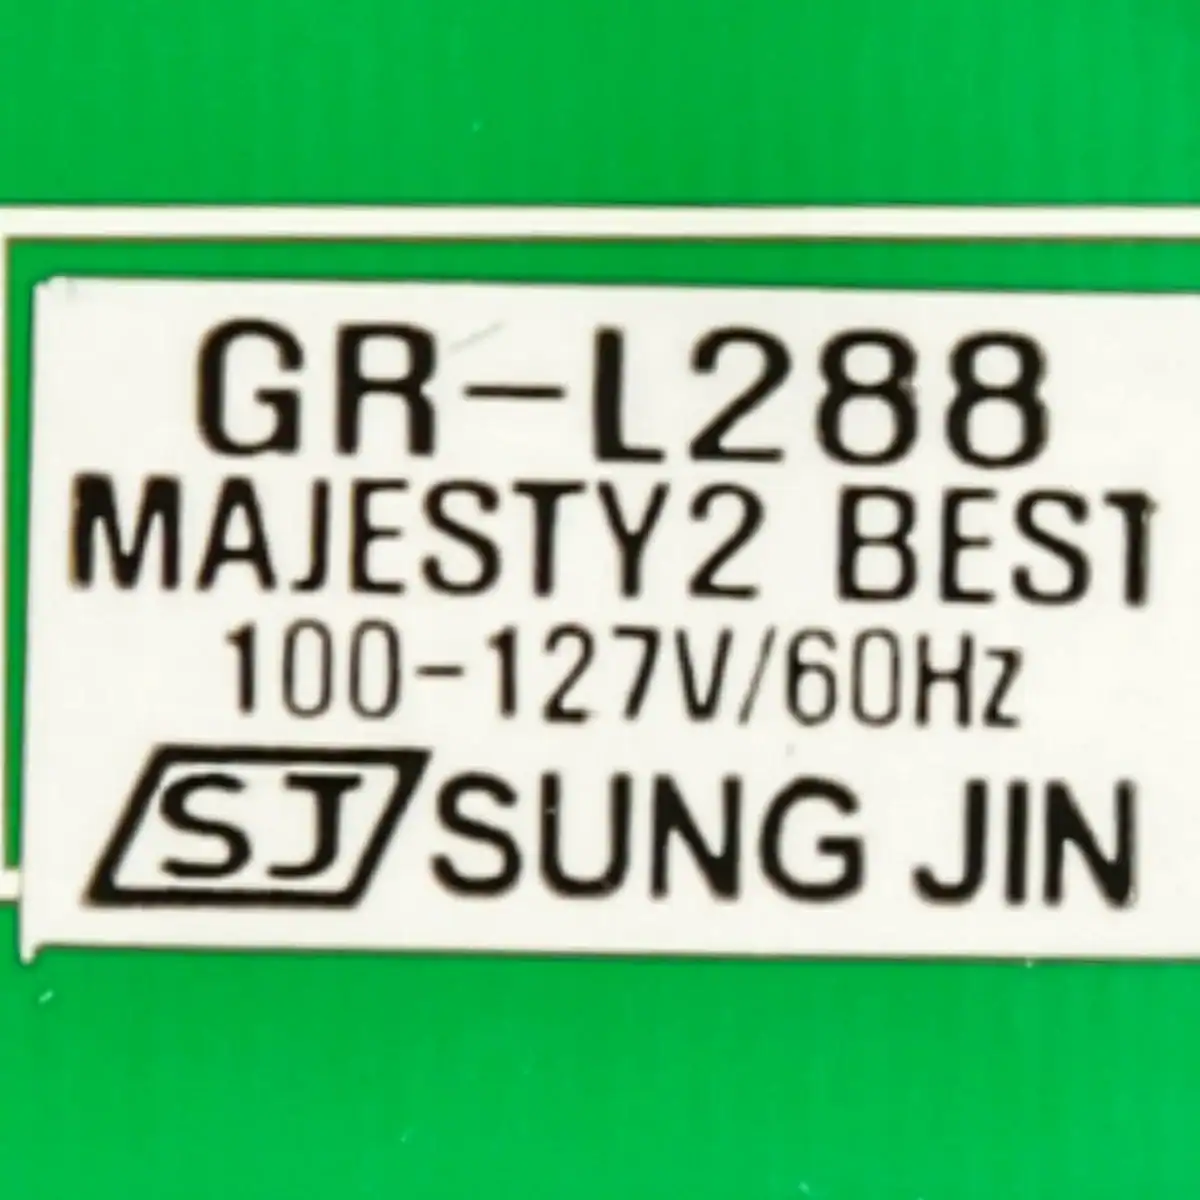 GR-L288
MAJESTY2 BEST
100-127V/60Hz
SJ SUNG JIN